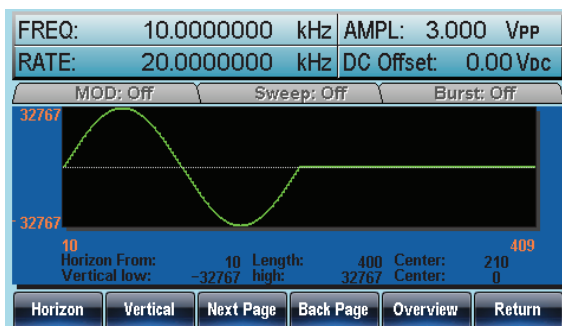 FREQ: 10.0000000 kHz AMPL: 3.000 VPP
RATE: 20.0000000 kHz DC Offset: 0.00 VDC
MOD: Off Sweep: Off Burst: Off
32767
-32767
10 409
Horizon From: 10 Length: 400 Center: 210
Vertical low: -32767 high: 32767 Center: 0
Horizon Vertical Next Page Back Page Overview Return